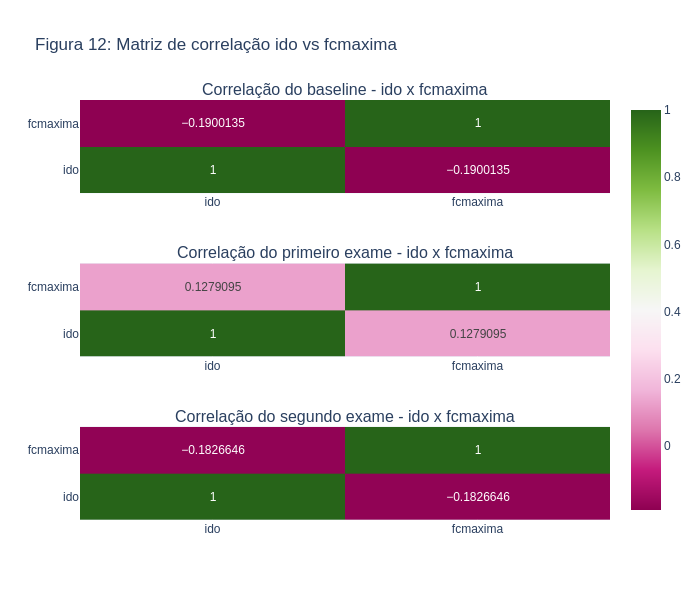 Figura 12: Matriz de correlação ido vs fcmaxima
Correlação do baseline - ido x fcmaxima
fcmaxima −0.1900135 1
ido 1 −0.1900135
ido fcmaxima
Correlação do primeiro exame - ido x fcmaxima
fcmaxima 0.1279095 1
ido 1 0.1279095
ido fcmaxima
Correlação do segundo exame - ido x fcmaxima
fcmaxima −0.1826646 1
ido 1 −0.1826646
ido fcmaxima
1
0.8
0.6
0.4
0.2
0